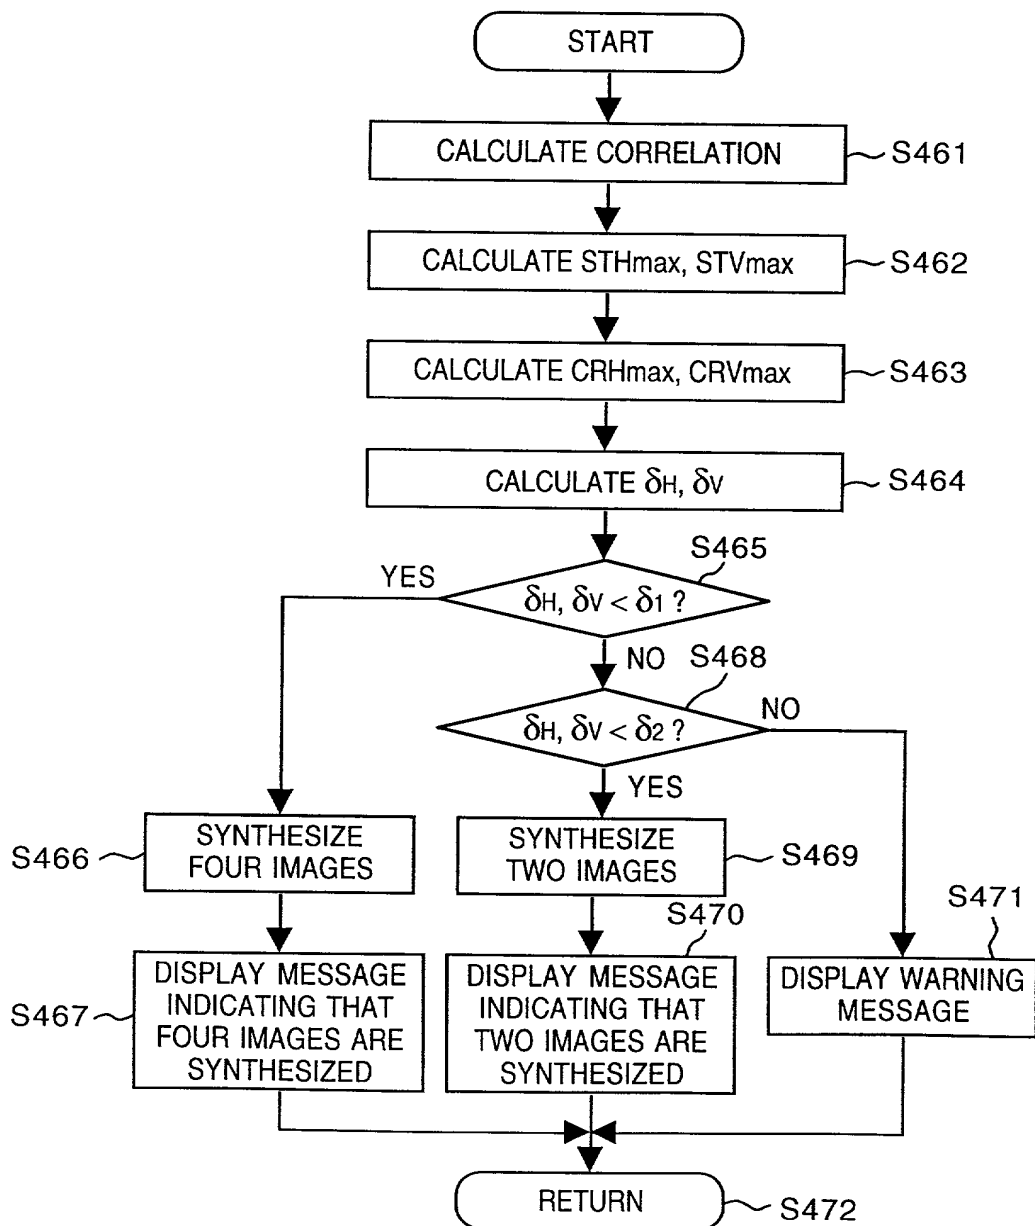 START
CALCULATE CORRELATION
S461
CALCULATE STHmax, STVmax
S462
CALCULATE CRHmax, CRVmax
S463
CALCULATE δH, δV
S464
S465
YES
δH, δV < δ1 ?
NO
S468
δH, δV < δ2 ?
NO
YES
S466
SYNTHESIZE
FOUR IMAGES
SYNTHESIZE
TWO IMAGES
S469
S470
S471
S467
DISPLAY MESSAGE
INDICATING THAT
FOUR IMAGES ARE
SYNTHESIZED
DISPLAY MESSAGE
INDICATING THAT
TWO IMAGES ARE
SYNTHESIZED
DISPLAY WARNING
MESSAGE
RETURN
S472